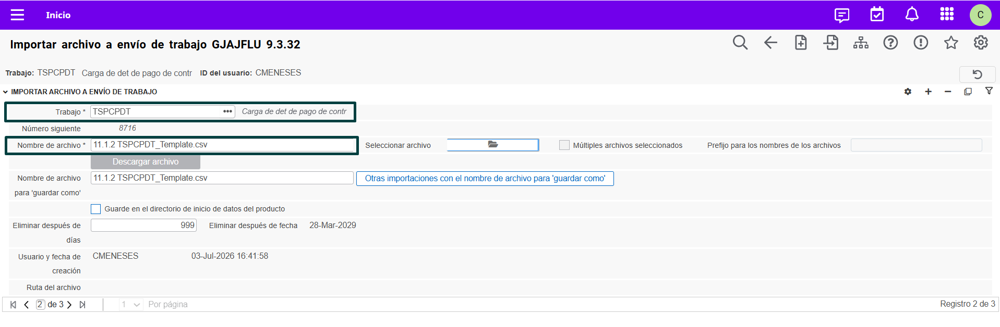 Inicio
C
Importar archivo a envío de trabajo GJAJFLU 9.3.32
Trabajo: TSPCPDT Carga de det de pago de contr ID del usuario: CMENESES
IMPORTAR ARCHIVO A ENVÍO DE TRABAJO
Trabajo * TSPCPDT ••• Carga de det de pago de contr
Número siguiente 8716
Nombre de archivo * 11.1.2 TSPCPDT_Template.csv Seleccionar archivo Múltiples archivos seleccionados Prefijo para los nombres de los archivos
Descargar archivo
Nombre de archivo para 'guardar como' 11.1.2 TSPCPDT_Template.csv Otras importaciones con el nombre de archivo para 'guardar como'
Guarde en el directorio de inicio de datos del producto
Eliminar después de días 999 Eliminar después de fecha 28-Mar-2029
Usuario y fecha de creación CMENESES 03-Jul-2026 16:41:58
Ruta del archivo
2 de 3 1 Por página Registro 2 de 3